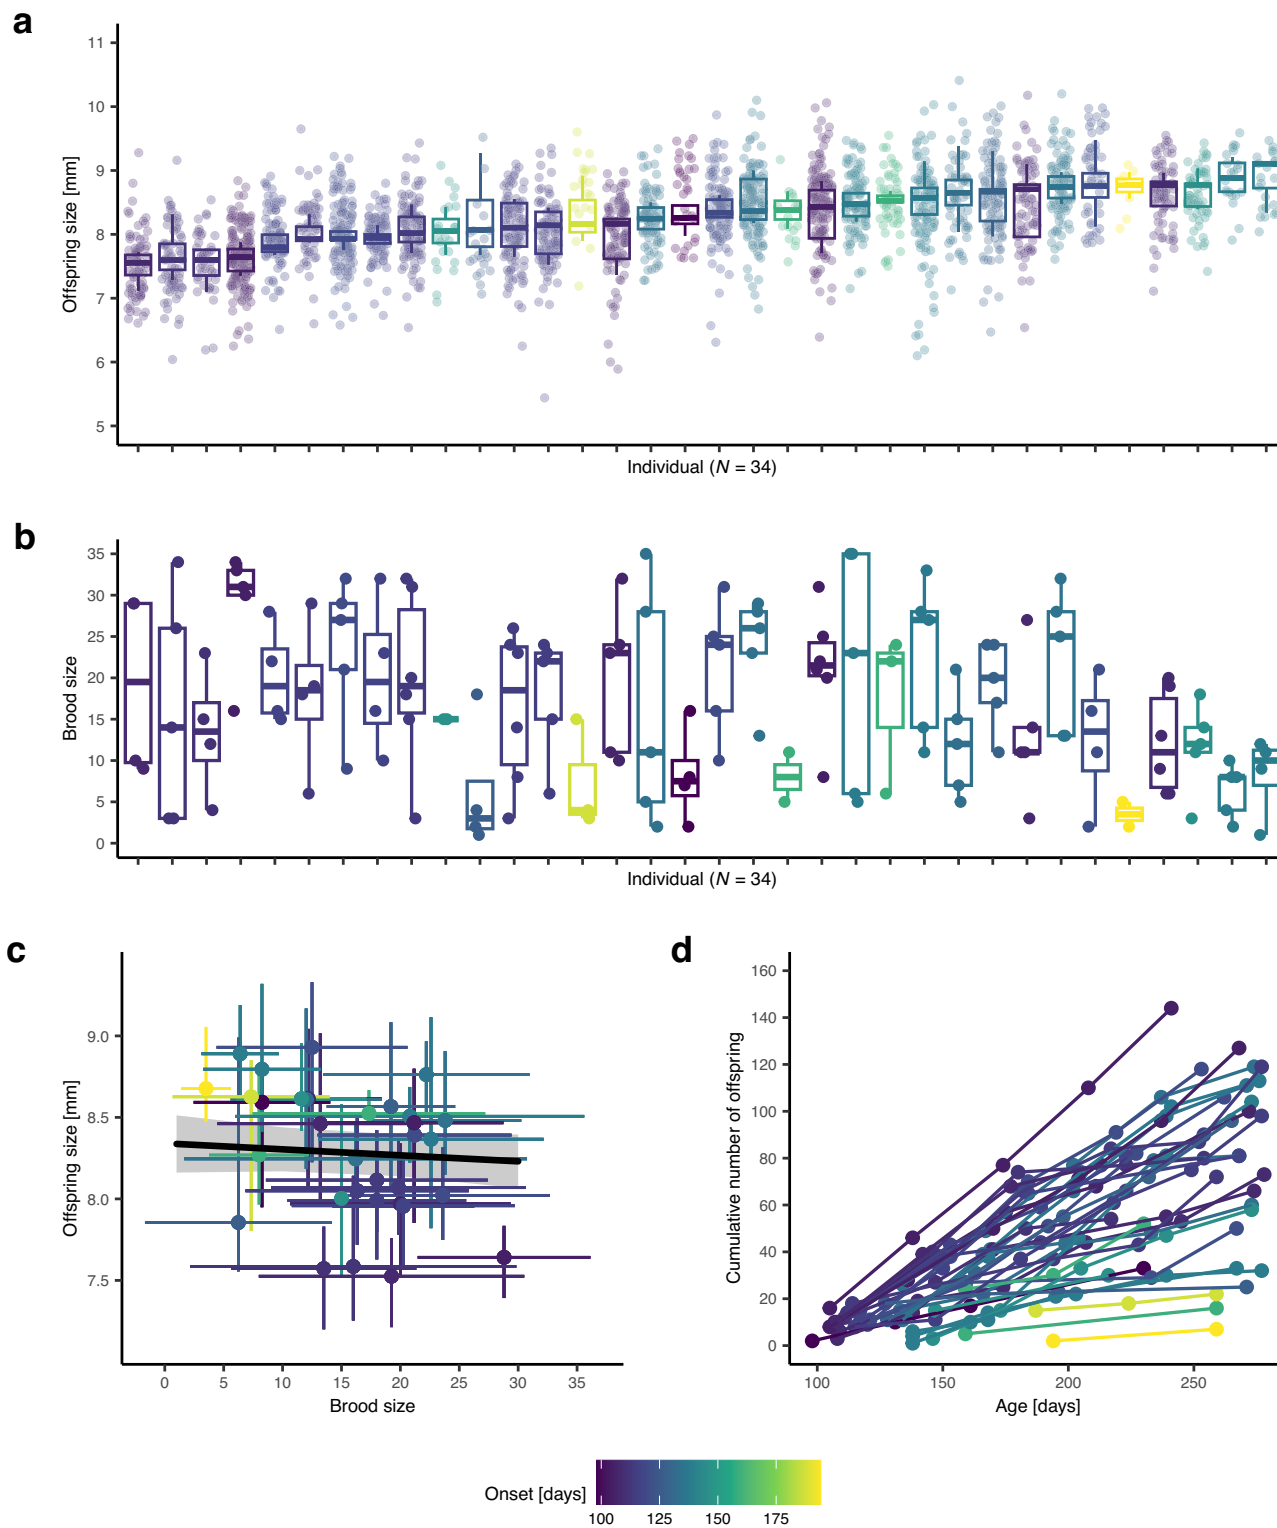 a
11
10
9
8
7
6
5
Offspring size [mm]
Individual (N = 34)
b
35
30
25
20
15
10
5
0
Brood size
Individual (N = 34)
c
9.0
8.5
8.0
7.5
Offspring size [mm]
0 5 10 15 20 25 30 35
Brood size
d
160
140
120
100
80
60
40
20
0
Cumulative number of offspring
100 150 200 250
Age [days]
Onset [days]
100 125 150 175